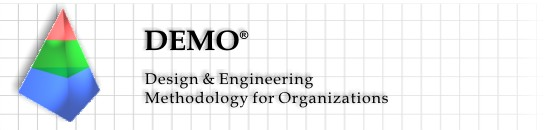 DEMO®
Design & Engineering
Methodology for Organizations